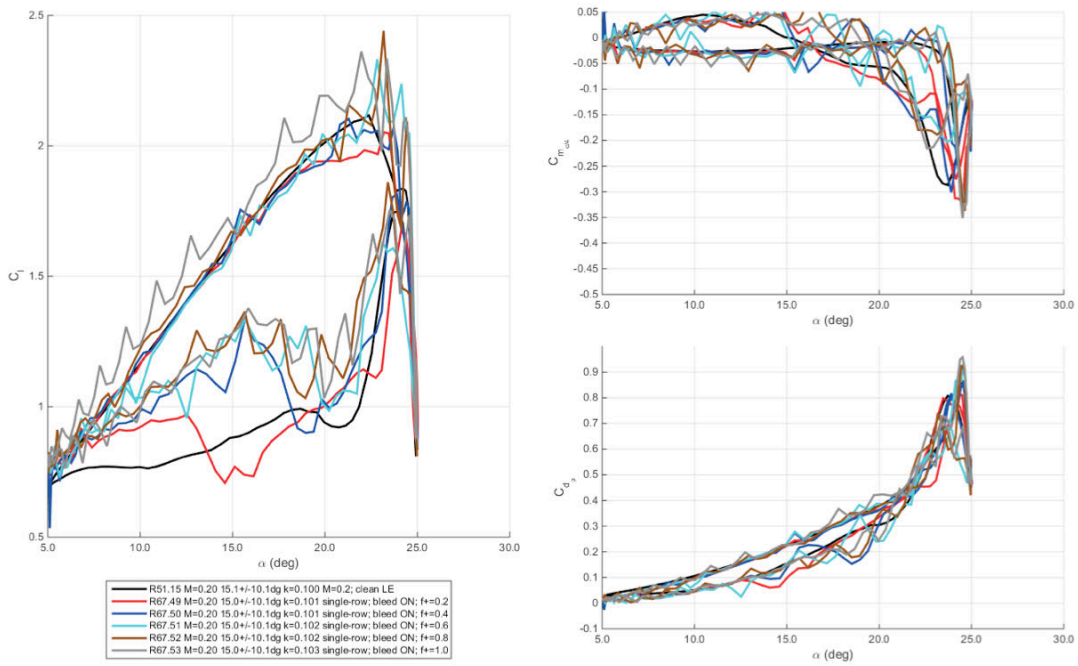 2.5
2
1.5
1
0.5
5.0 10.0 15.0 20.0 25.0 30.0
C_l
α (deg)
R51.15 M=0.20 15.1+/-10.1dg k=0.100 M=0.2; clean LE
R67.49 M=0.20 15.0+/-10.1dg k=0.101 single-row; bleed ON; f+=0.2
R67.50 M=0.20 15.0+/-10.1dg k=0.101 single-row; bleed ON; f+=0.4
R67.51 M=0.20 15.0+/-10.1dg k=0.102 single-row; bleed ON; f+=0.6
R67.52 M=0.20 15.0+/-10.1dg k=0.102 single-row; bleed ON; f+=0.8
R67.53 M=0.20 15.0+/-10.1dg k=0.103 single-row; bleed ON; f+=1.0
0.05
0
-0.05
-0.1
-0.15
-0.2
-0.25
-0.3
-0.35
-0.4
-0.45
-0.5
5.0 10.0 15.0 20.0 25.0 30.0
α (deg)
0.9
0.8
0.7
0.6
0.5
0.4
0.3
0.2
0.1
0
-0.1
5.0 10.0 15.0 20.0 25.0 30.0
C_d_p
α (deg)